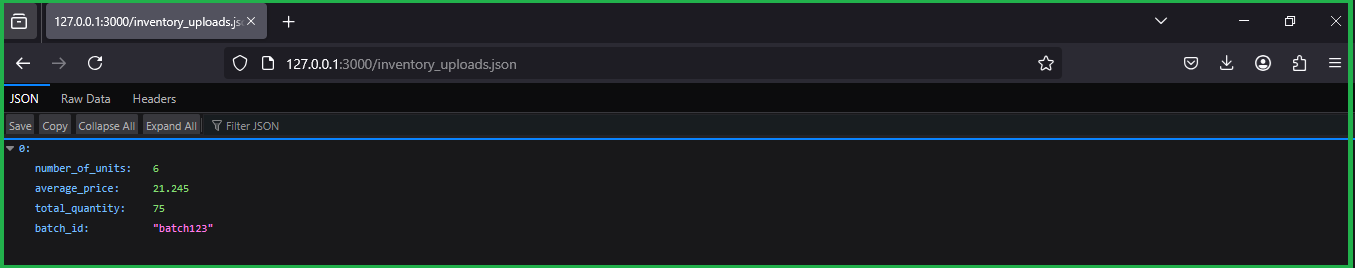 127.0.0.1:3000/inventory_uploads.jso
127.0.0.1:3000/inventory_uploads.json
JSON Raw Data Headers
Save Copy Collapse All Expand All Filter JSON
0:
number_of_units: 6
average_price: 21.245
total_quantity: 75
batch_id: "batch123"